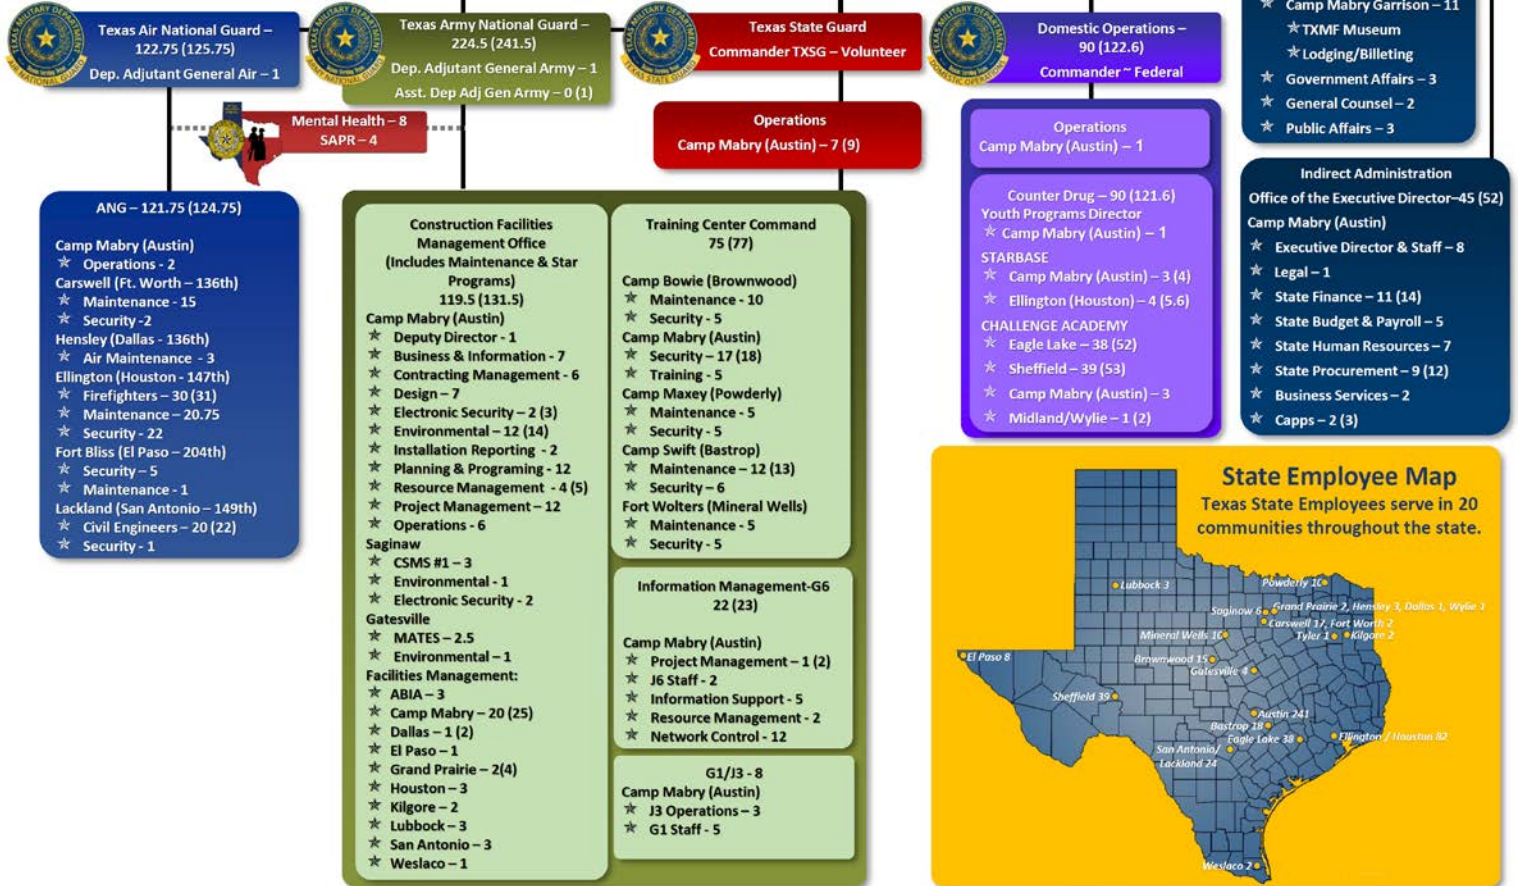 Texas Air National Guard –
122.75 (125.75)
Dep. Adjutant General Air – 1
Texas Army National Guard –
224.5 (241.5)
Dep. Adjutant General Army – 1
Asst. Dep Adj Gen Army – 0 (1)
Texas State Guard
Commander TXSG – Volunteer
Domestic Operations –
90 (122.6)
Commander ~ Federal
Camp Mabry Garrison – 11
TXMF Museum
Lodging/Billeting
Government Affairs – 3
General Counsel – 2
Public Affairs – 3
Mental Health – 8
SAPR – 4
Operations
Camp Mabry (Austin) – 7 (9)
Operations
Camp Mabry (Austin) – 1
Counter Drug – 90 (121.6)
Youth Programs Director
Camp Mabry (Austin) – 1
STARBASE
Camp Mabry (Austin) – 3 (4)
Ellington (Houston) – 4 (5.6)
CHALLENGE ACADEMY
Eagle Lake – 38 (52)
Sheffield – 39 (53)
Camp Mabry (Austin) – 3
Midland/Wylie – 1 (2)
Indirect Administration
Office of the Executive Director–45 (52)
Camp Mabry (Austin)
Executive Director & Staff – 8
Legal – 1
State Finance – 11 (14)
State Budget & Payroll – 5
State Human Resources – 7
State Procurement – 9 (12)
Business Services – 2
Capps – 2 (3)
ANG – 121.75 (124.75)
Camp Mabry (Austin)
Operations - 2
Carswell (Ft. Worth – 136th)
Maintenance - 15
Security -2
Hensley (Dallas - 136th)
Air Maintenance - 3
Ellington (Houston - 147th)
Firefighters – 30 (31)
Maintenance – 20.75
Security - 22
Fort Bliss (El Paso – 204th)
Security – 5
Maintenance - 1
Lackland (San Antonio – 149th)
Civil Engineers – 20 (22)
Security - 1
Construction Facilities
Management Office
(Includes Maintenance & Star
Programs)
119.5 (131.5)
Camp Mabry (Austin)
Deputy Director - 1
Business & Information - 7
Contracting Management - 6
Design – 7
Electronic Security – 2 (3)
Environmental – 12 (14)
Installation Reporting - 2
Planning & Programing - 12
Resource Management - 4 (5)
Project Management – 12
Operations - 6
Saginaw
CSMS #1 – 3
Environmental - 1
Electronic Security - 2
Gatesville
MATES – 2.5
Environmental – 1
Facilities Management:
ABIA – 3
Camp Mabry – 20 (25)
Dallas – 1 (2)
El Paso – 1
Grand Prairie – 2(4)
Houston – 3
Kilgore – 2
Lubbock – 3
San Antonio – 3
Weslaco – 1
Training Center Command
75 (77)
Camp Bowie (Brownwood)
Maintenance - 10
Security - 5
Camp Mabry (Austin)
Security – 17 (18)
Training - 5
Camp Maxey (Powderly)
Maintenance - 5
Security - 5
Camp Swift (Bastrop)
Maintenance – 12 (13)
Security – 6
Fort Wolters (Mineral Wells)
Maintenance - 5
Security - 5
Information Management-G6
22 (23)
Camp Mabry (Austin)
Project Management – 1 (2)
J6 Staff - 2
Information Support - 5
Resource Management - 2
Network Control - 12
G1/J3 - 8
Camp Mabry (Austin)
J3 Operations – 3
G1 Staff - 5
State Employee Map
Texas State Employees serve in 20
communities throughout the state.
Lubbock 3
Powderly 10
Saginaw 6
Grand Prairie 2, Hensley 3, Dallas 1, Wylie 1
Carswell 17, Fort Worth 2
Mineral Wells 10
Tyler 1
Kilgore 2
El Paso 8
Brownwood 15
Gatesville 4
Sheffield 39
Austin 241
Bastrop 18
Eagle Lake 38
Ellington / Houston 82
San Antonio/
Lackland 24
Weslaco 2